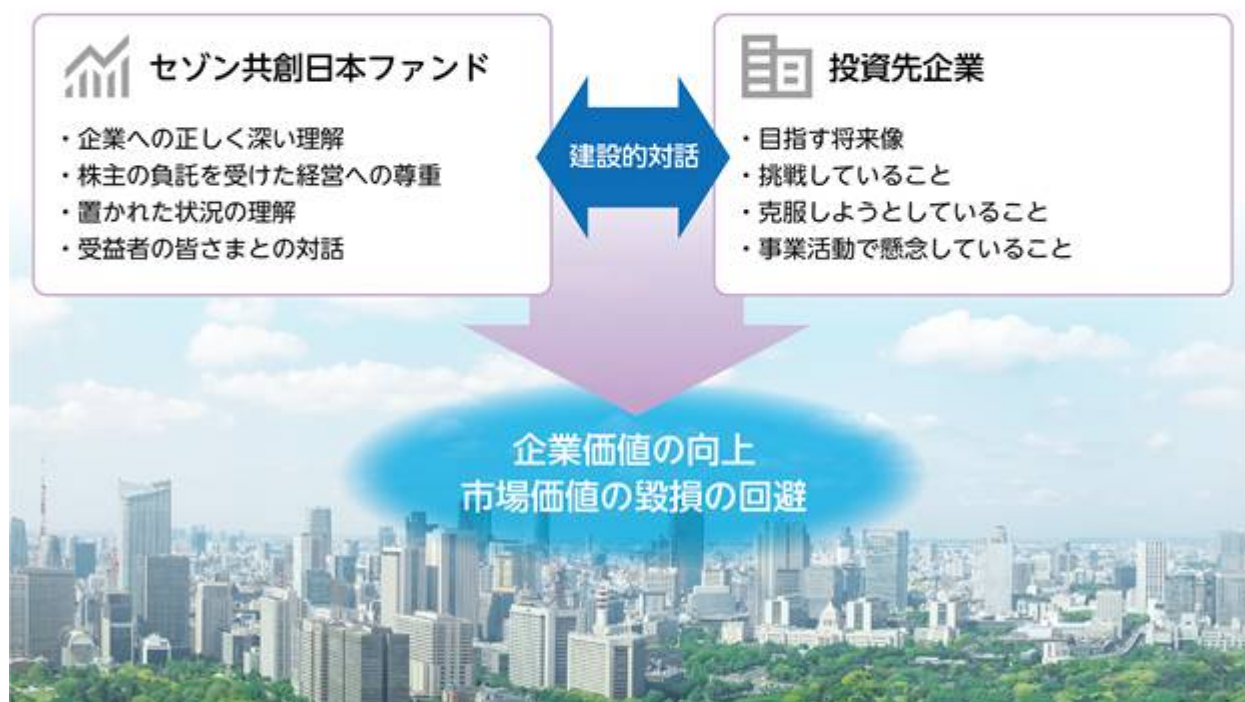 セゾン共創日本ファンド
・企業への正しく深い理解
・株主の負託を受けた経営への尊重
・置かれた状況の理解
・受益者の皆さまとの対話
建設的対話
投資先企業
・目指す将来像
・挑戦していること
・克服しようとしていること
・事業活動で懸念していること
企業価値の向上
市場価値の毀損の回避